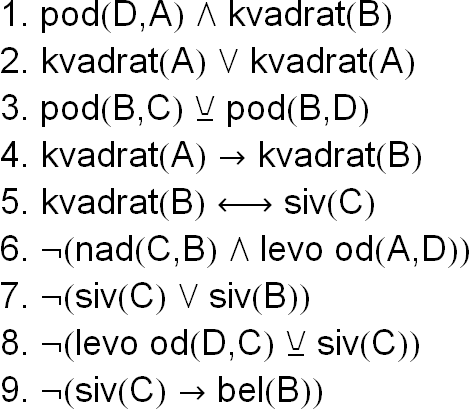 1. pod(D,A) ∧ kvadrat(B)
2. kvadrat(A) ∨ kvadrat(A)
3. pod(B,C) ⊻ pod(B,D)
4. kvadrat(A) → kvadrat(B)
5. kvadrat(B) ⟷ siv(C)
6. ¬(nad(C,B) ∧ levo od(A,D))
7. ¬(siv(C) ∨ siv(B))
8. ¬(levo od(D,C) ⊻ siv(C))
9. ¬(siv(C) → bel(B))